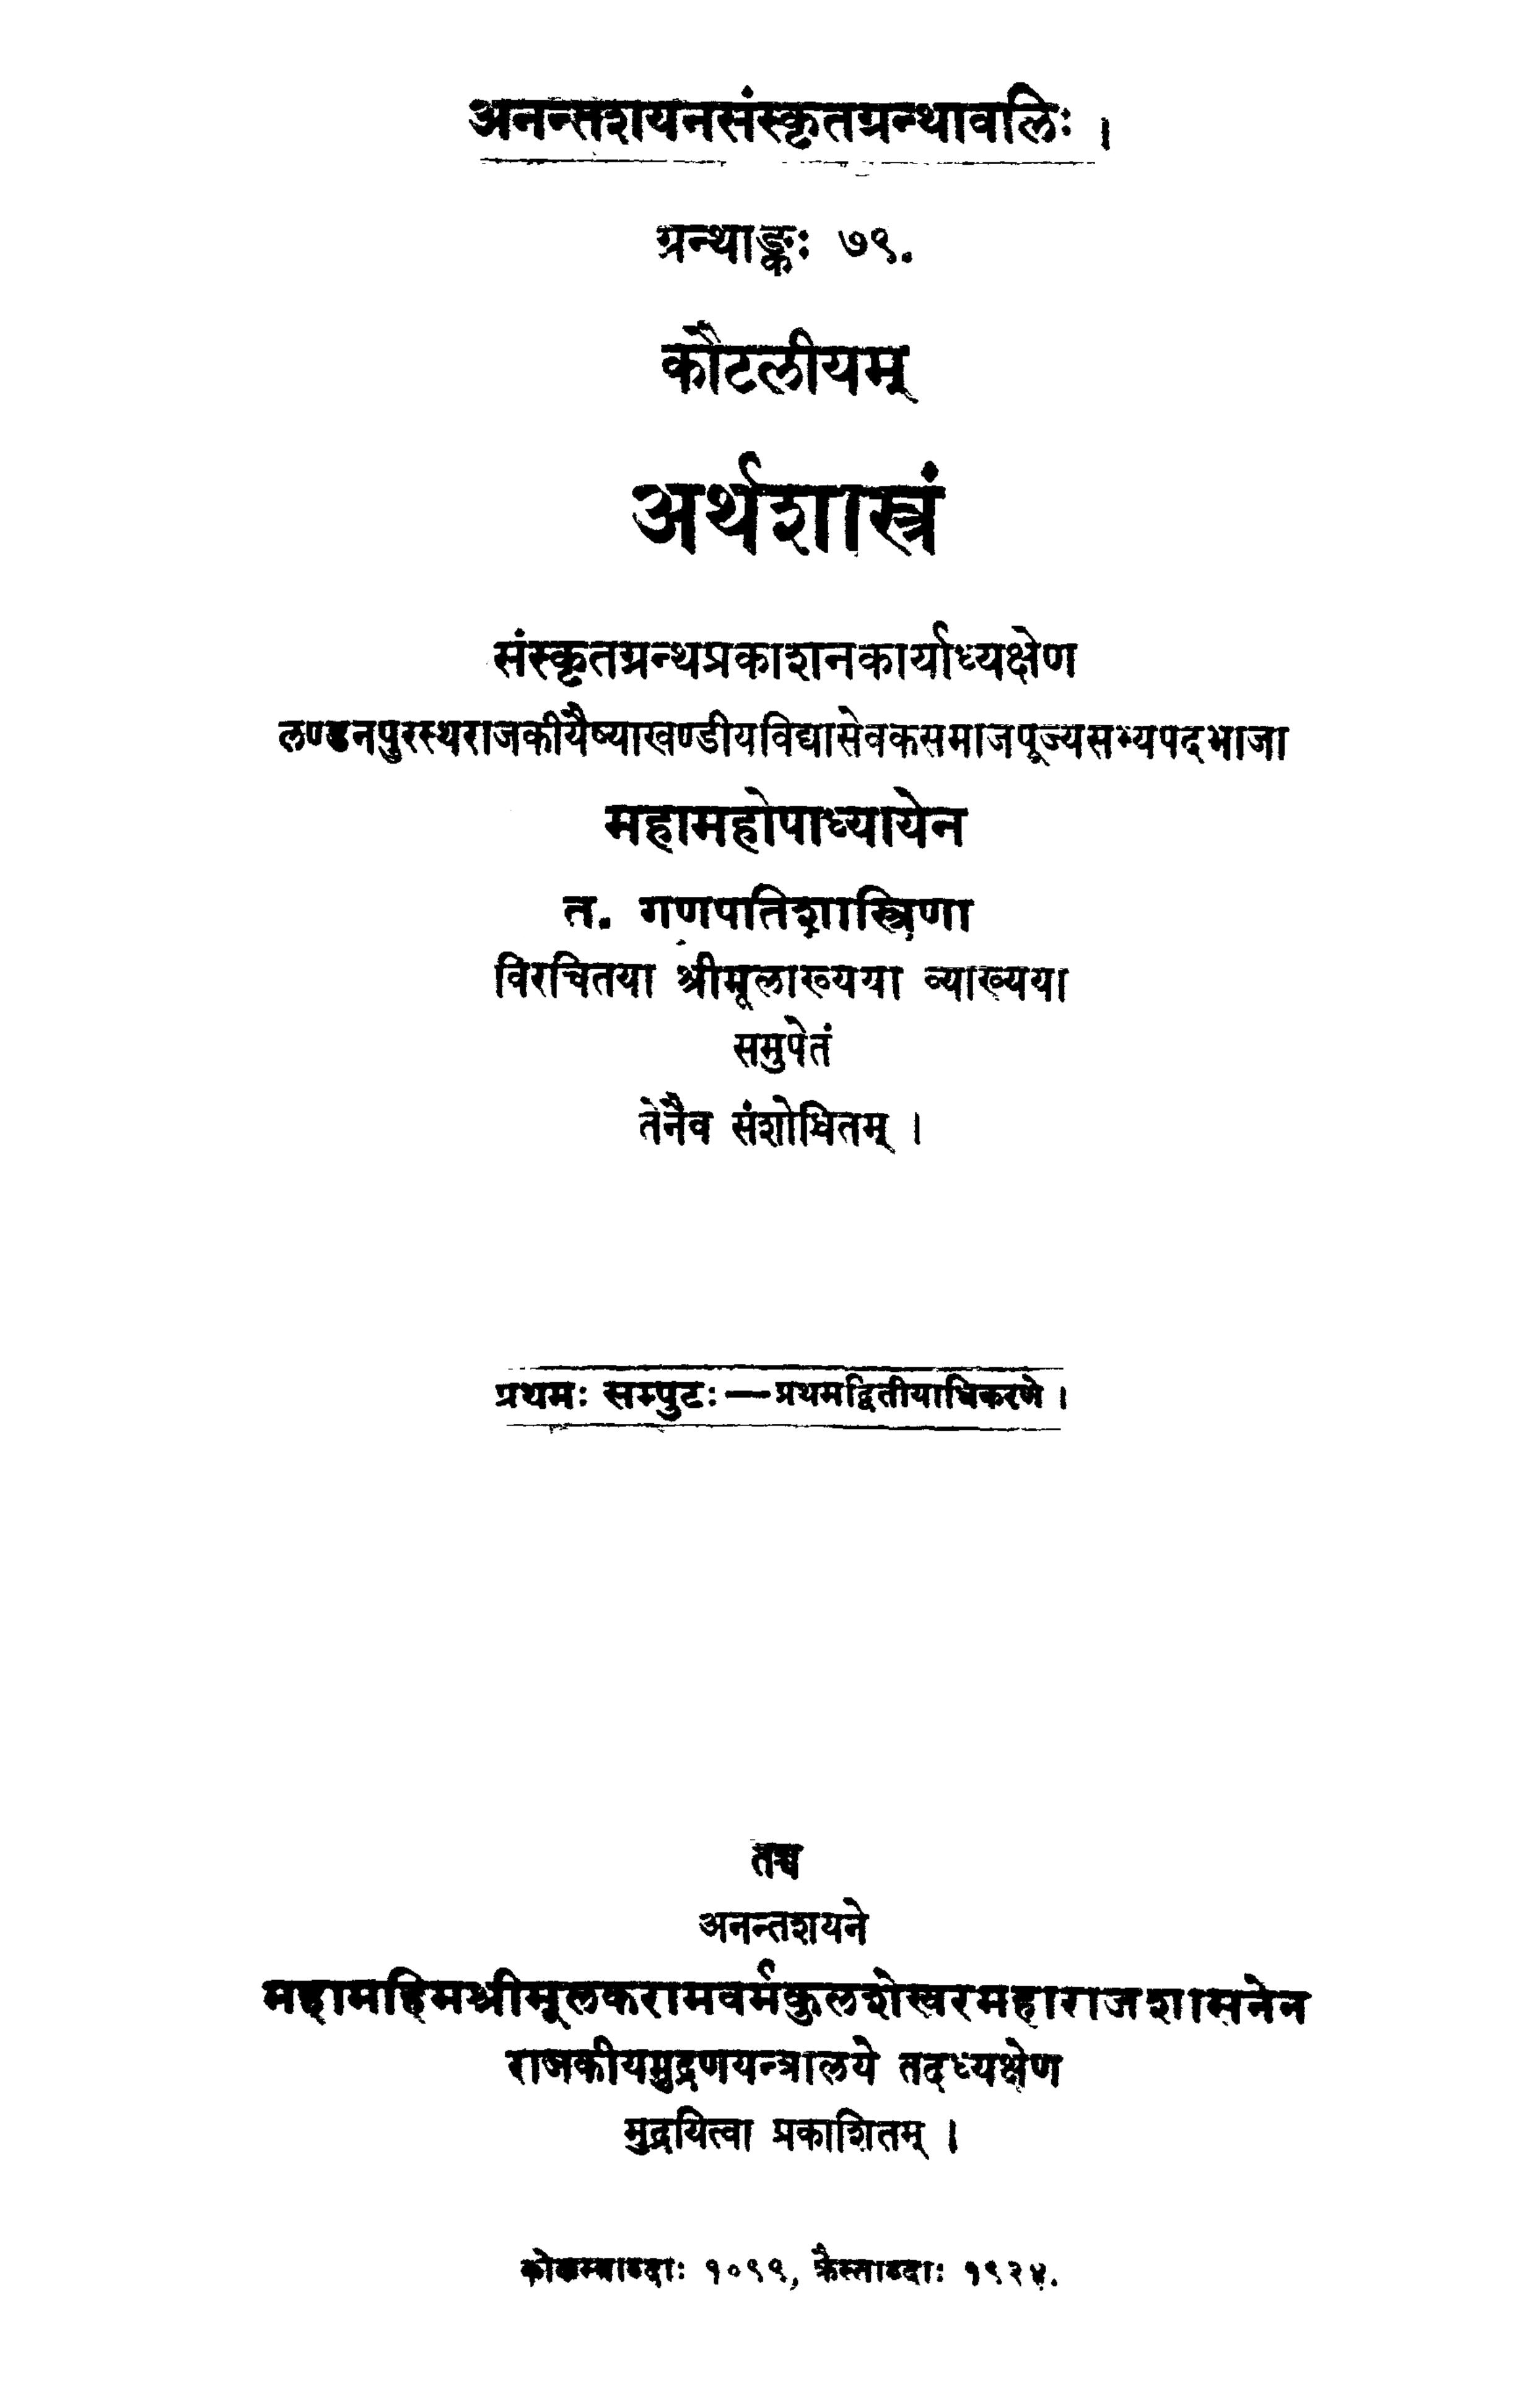 अनन्तशयनसंस्कृतग्रन्थावलिः ।
ग्रन्थाङ्कः ७९.
कौटलीयम्
अर्थशास्त्रं
संस्कृतग्रन्थप्रकाशनकार्याध्यक्षेण
लण्डनपुरस्थराजकीयैष्याखण्डीयविद्यासेवकसमाजपूज्यसभ्यपदभाजा
महामहोपाध्यायेन
त. गणपतिशास्त्रिणा
विरचितया श्रीमूलाख्यया व्याख्यया
समुपेतं
तेनैव संशोधितम् ।
प्रथमः सम्पुटः—प्रथमद्वितीयाधिकरणे ।
तच्च
अनन्तशयने
महामहिमश्रीमूलकरामवर्मकुलशेखरमहाराजशासनेन
राजकीयमुद्रणयन्त्रालये तदध्यक्षेण
मुद्रयित्वा प्रकाशितम् ।
कोळम्बाब्दाः १०९९, क्रैस्ताब्दाः १९२४.